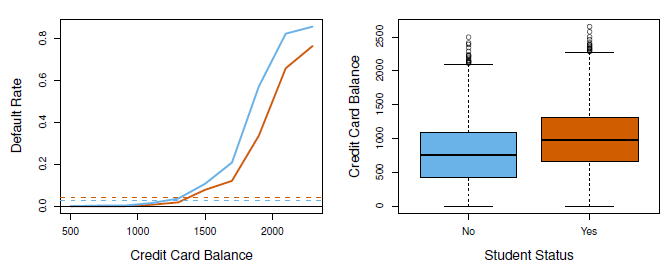 Default Rate
0.8
0.6
0.4
0.2
0.0
500 1000 1500 2000
Credit Card Balance
Credit Card Balance
2500
2000
1500
1000
500
0
No Yes
Student Status